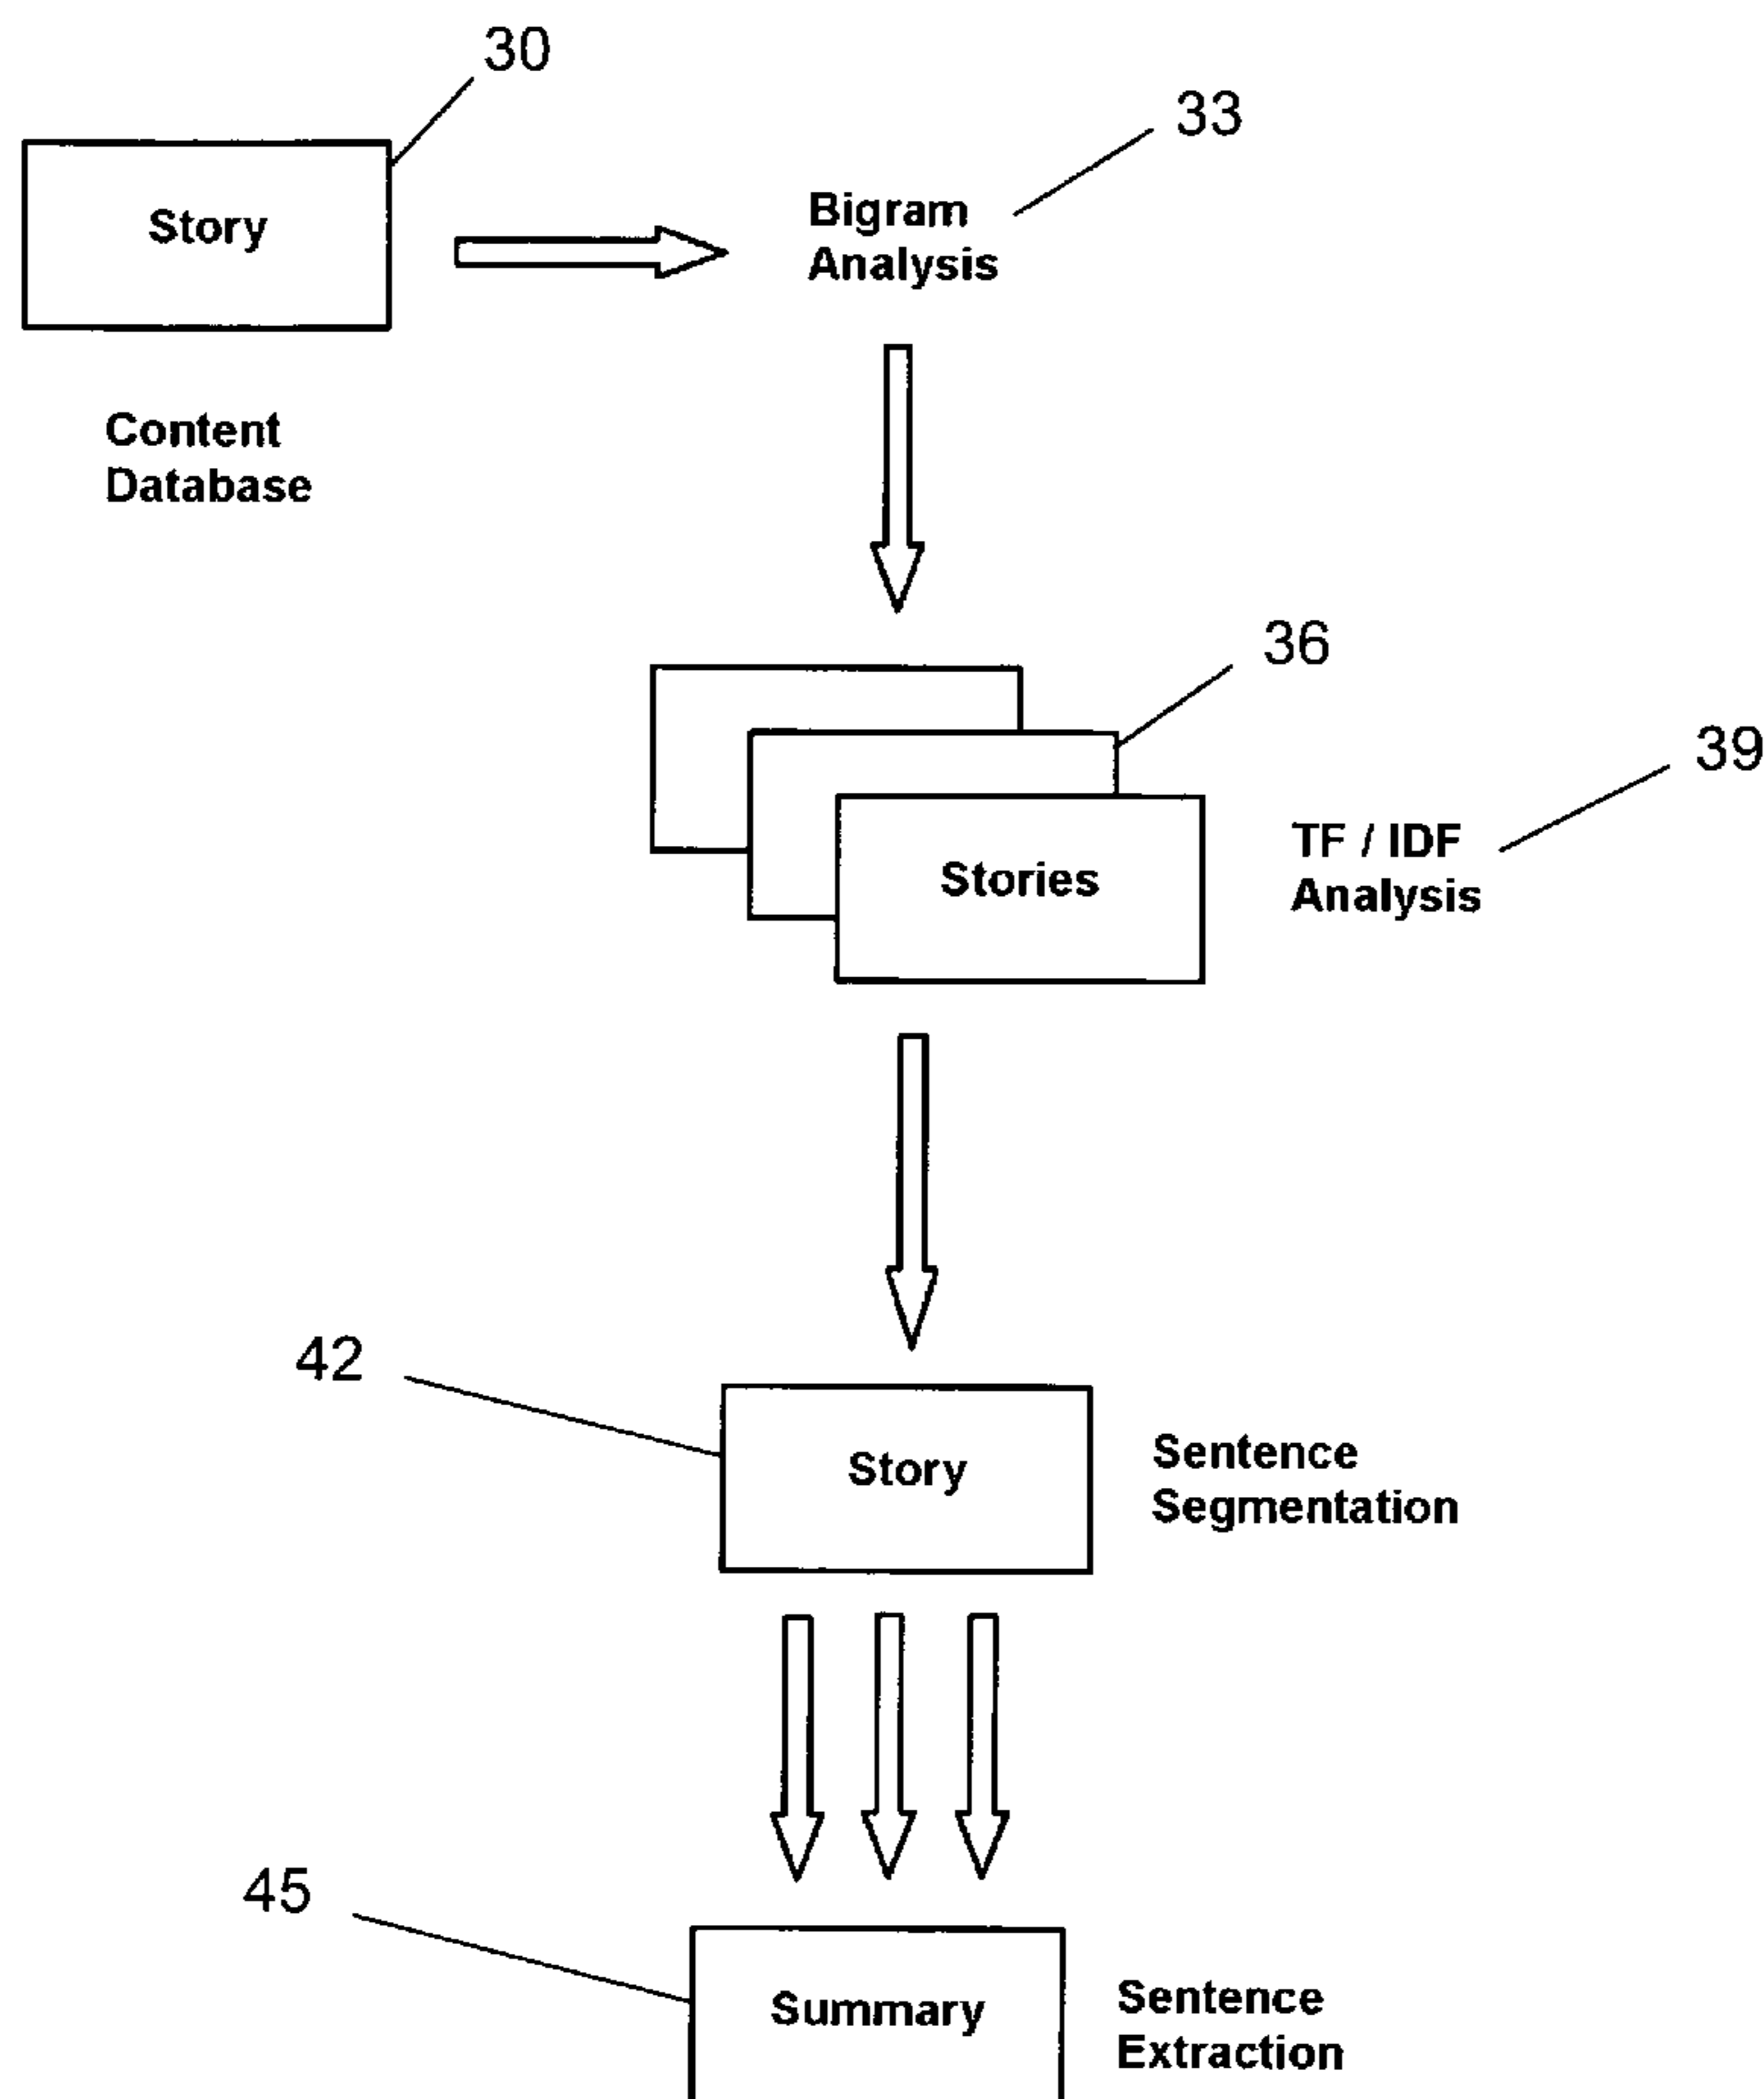 30
33
Story
Bigram
Analysis
Content
Database
36
39
TF / IDF
Analysis
Stories
42
Story
Sentence
Segmentation
45
Summary
Sentence
Extraction